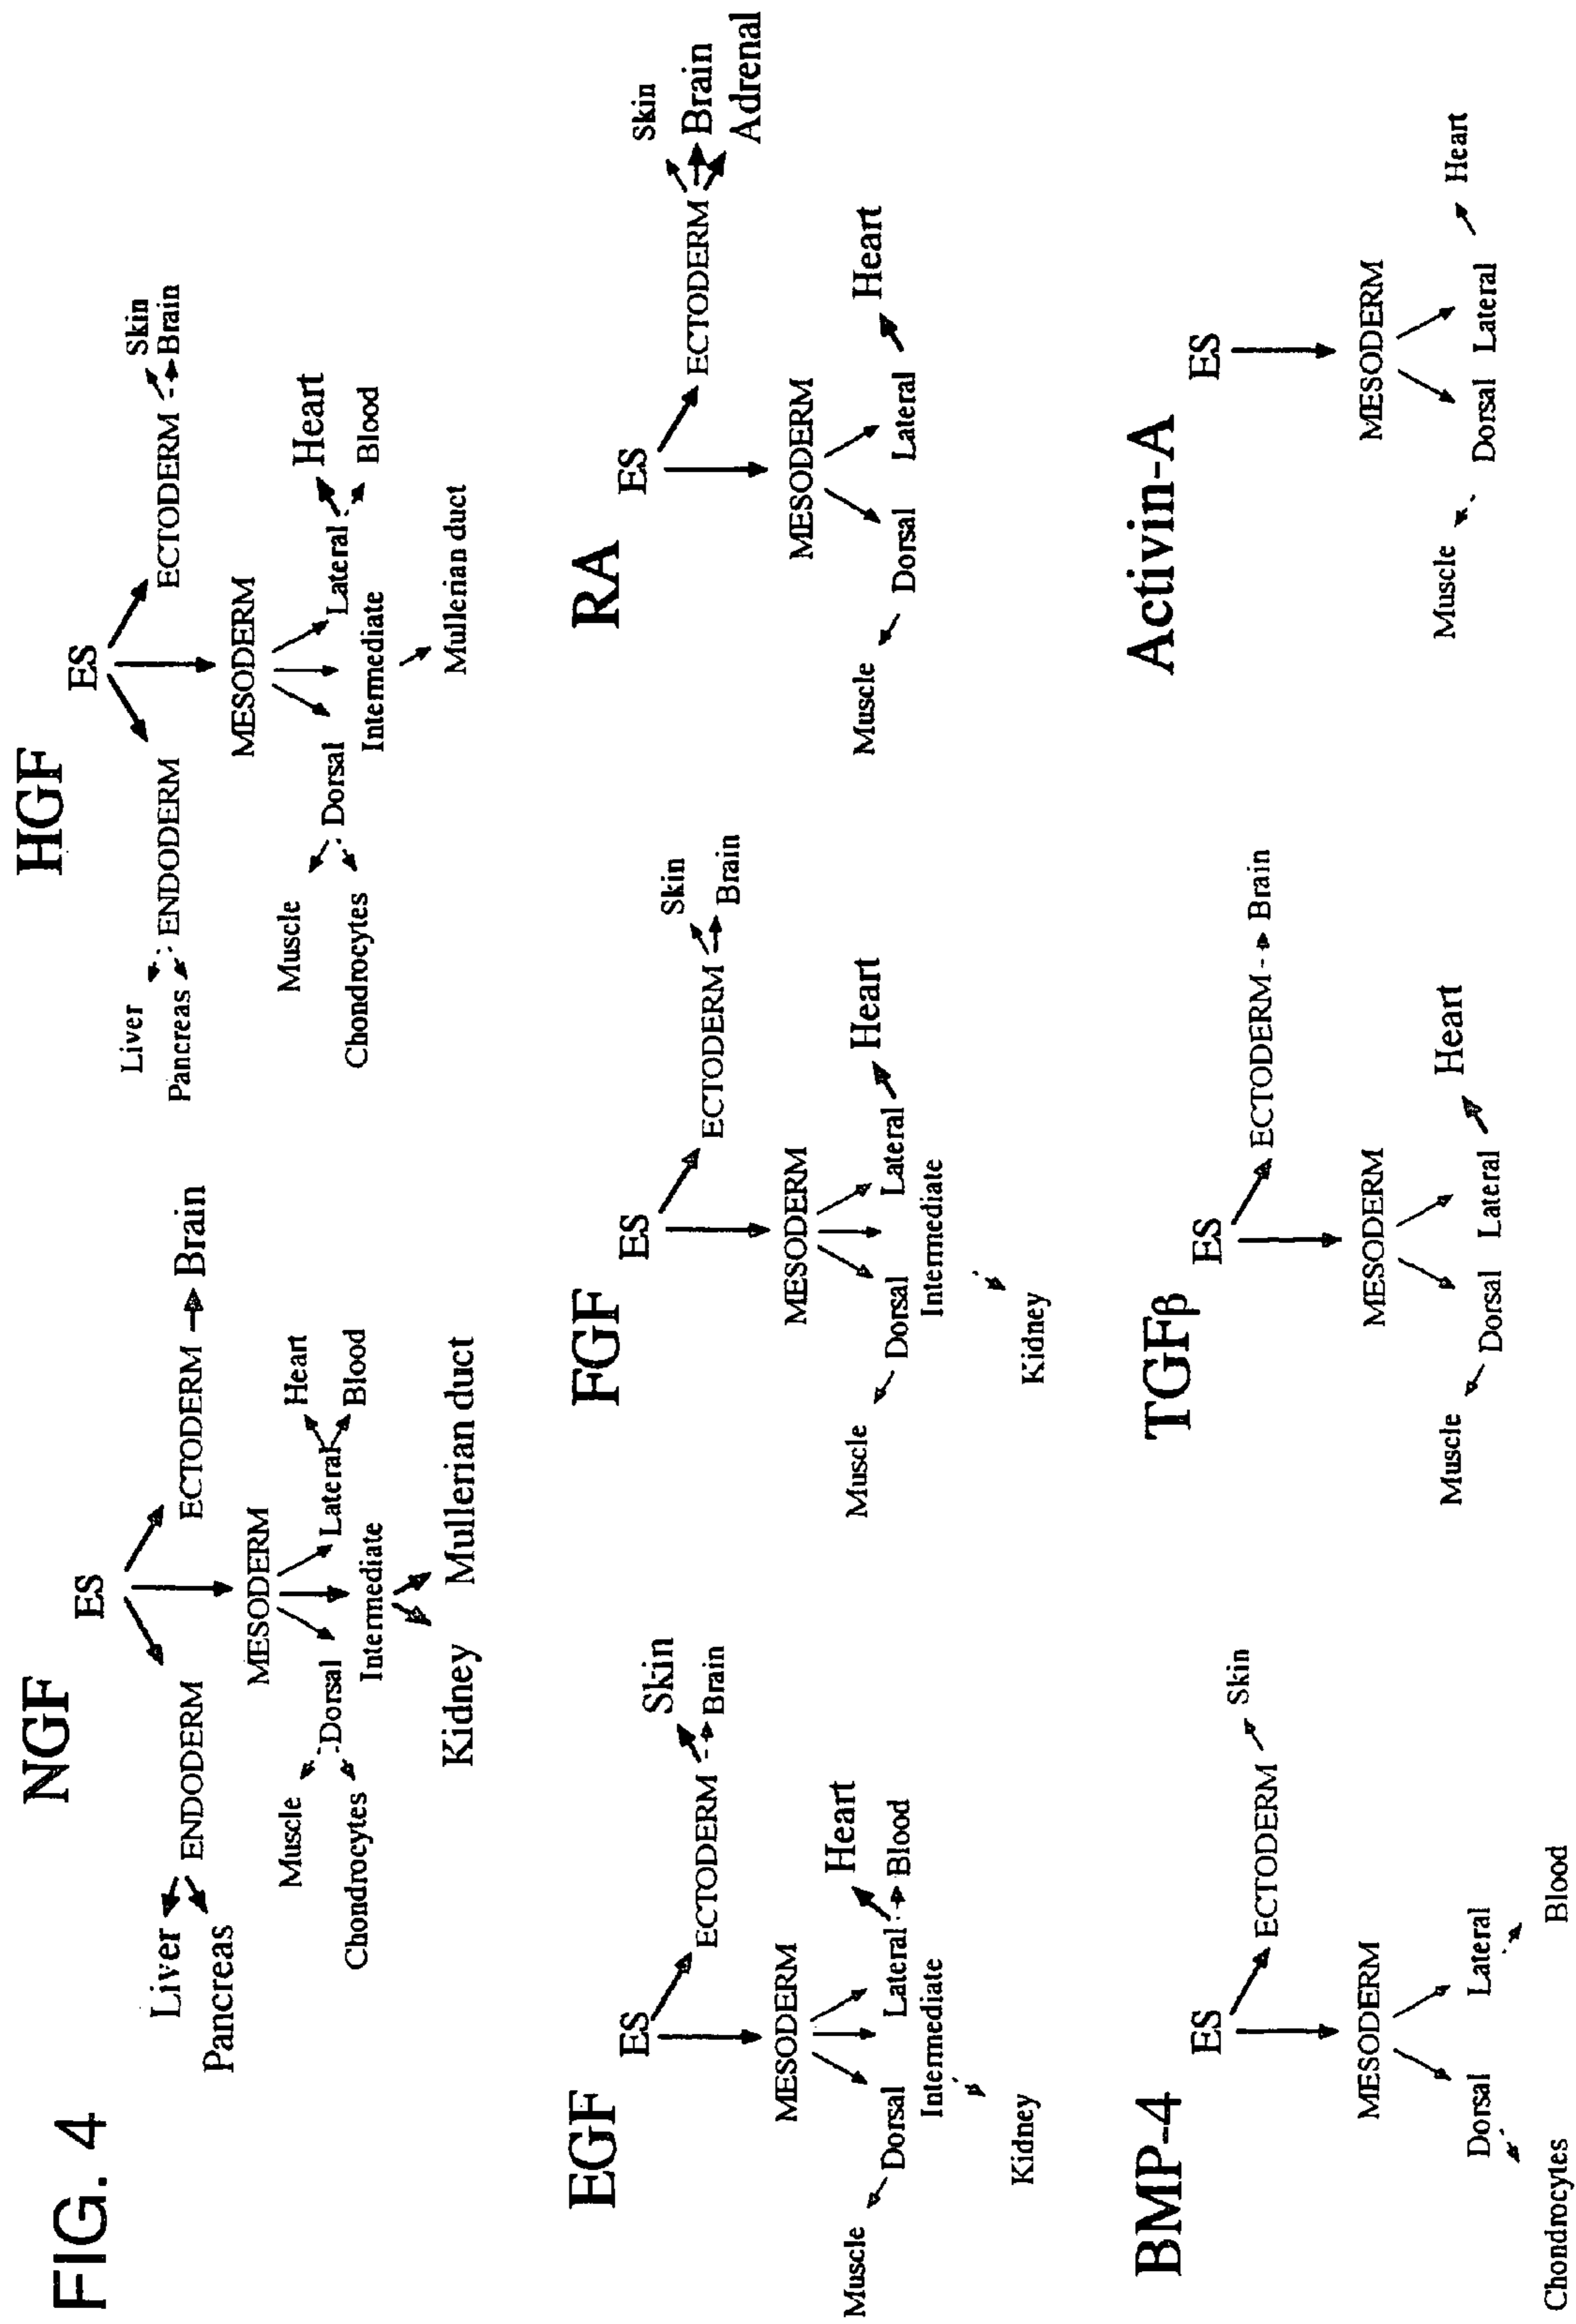 FIG. 4
NGF
ES
ENDODERM
ECTODERM
Brain
Liver
Pancreas
MESODERM
Dorsal
Lateral
Intermediate
Muscle
Chondrocytes
Heart
Blood
Kidney
Mullerian duct
HGF
ES
ENDODERM
ECTODERM
Skin
Brain
Liver
Pancreas
MESODERM
Dorsal
Lateral
Intermediate
Muscle
Chondrocytes
Heart
Blood
Mullerian duct
EGF
ES
ECTODERM
Skin
Brain
MESODERM
Dorsal
Lateral
Intermediate
Muscle
Heart
Blood
Kidney
FGF
ES
ECTODERM
Skin
Brain
MESODERM
Dorsal
Lateral
Intermediate
Muscle
Heart
Kidney
RA
ES
ECTODERM
Skin
Brain
Adrenal
MESODERM
Dorsal
Lateral
Muscle
Heart
BMP-4
ES
ECTODERM
Skin
MESODERM
Dorsal
Lateral
Chondrocytes
Blood
TGFβ
ES
ECTODERM
Brain
MESODERM
Dorsal
Lateral
Muscle
Heart
Activin-A
ES
MESODERM
Dorsal
Lateral
Muscle
Heart